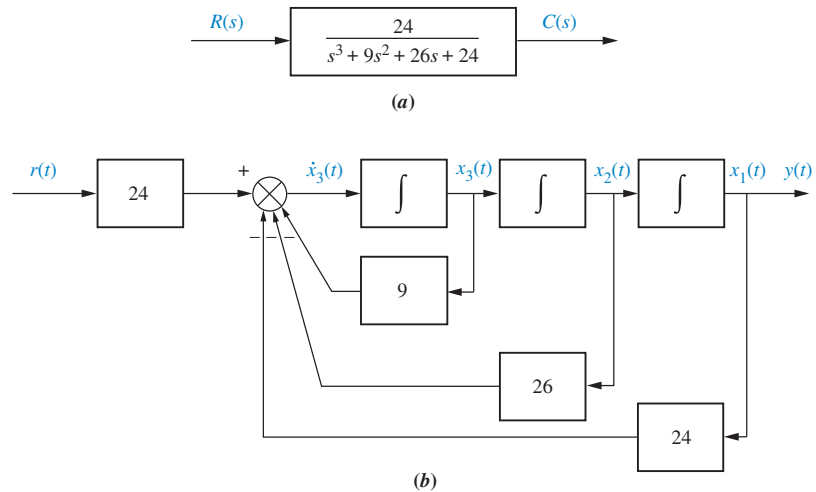 R(s)
24
s³ + 9s² + 26s + 24
C(s)
(a)
r(t)
24
+
ẋ₃(t)
∫
x₃(t)
∫
x₂(t)
∫
x₁(t)
y(t)
− − −
9
26
24
(b)